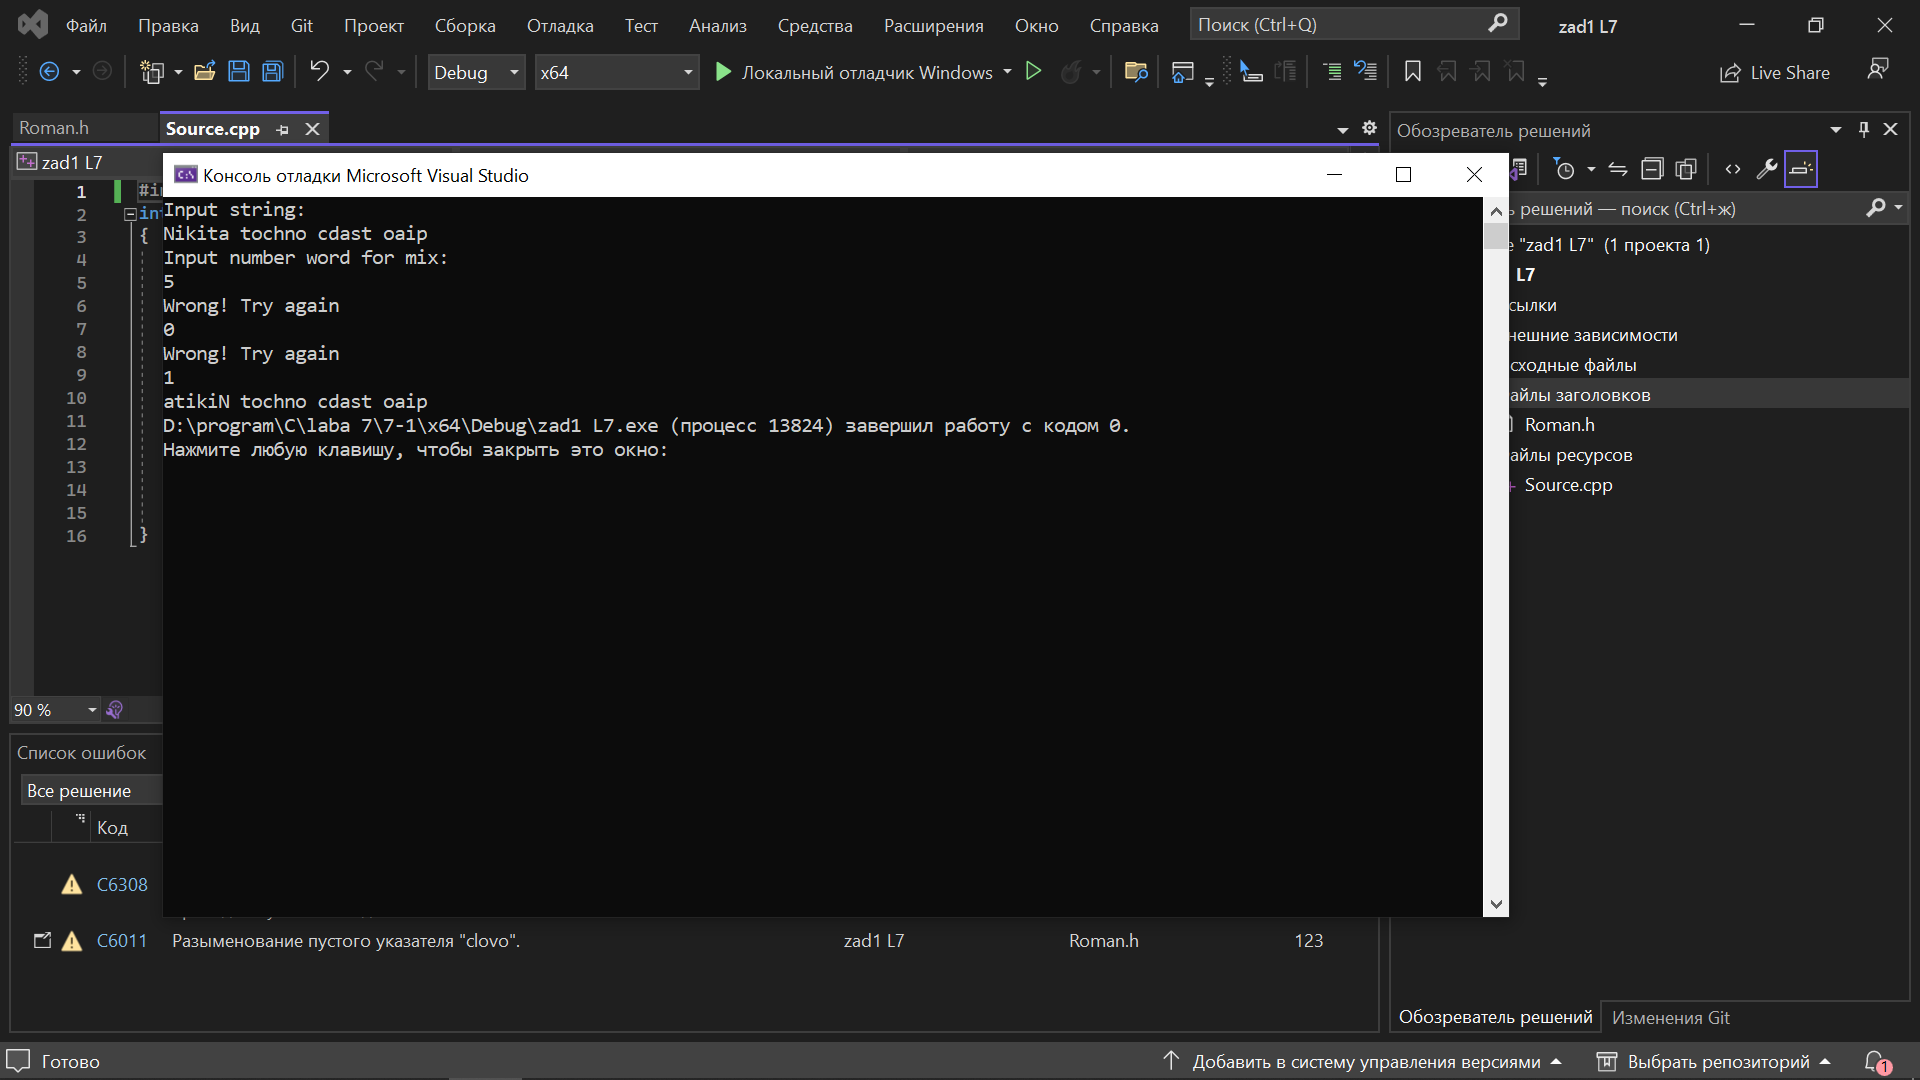 Файл Правка Вид Git Проект Сборка Отладка Тест Анализ Средства Расширения Окно Справка Поиск (Ctrl+Q) zad1 L7
Debug x64 Локальный отладчик Windows Live Share
Roman.h Source.cpp
Обозреватель решений
zad1 L7
Консоль отладки Microsoft Visual Studio
1 #i
2 in
3 {
4
5
6
7
8
9
10
11
12
13
14
15
16 }
Input string:
Nikita tochno cdast oaip
Input number word for mix:
5
Wrong! Try again
0
Wrong! Try again
1
atikiN tochno cdast oaip
D:\program\C\laba 7\7-1\x64\Debug\zad1 L7.exe (процесс 13824) завершил работу с кодом 0.
Нажмите любую клавишу, чтобы закрыть это окно:
решений — поиск (Ctrl+ж)
"zad1 L7" (1 проекта 1)
L7
сылки
нешние зависимости
сходные файлы
айлы заголовков
Roman.h
айлы ресурсов
Source.cpp
90 %
Список ошибок
Все решение
Код
C6308
C6011 Разыменование пустого указателя "clovo". zad1 L7 Roman.h 123
Обозреватель решений Изменения Git
Готово Добавить в систему управления версиями Выбрать репозиторий 1